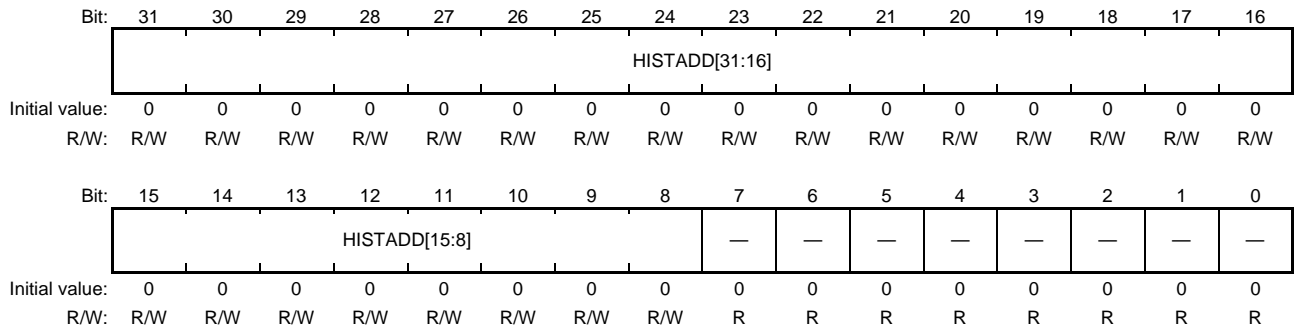 Bit: 31 30 29 28 27 26 25 24 23 22 21 20 19 18 17 16
HISTADD[31:16]
Initial value: 0 0 0 0 0 0 0 0 0 0 0 0 0 0 0 0
R/W: R/W R/W R/W R/W R/W R/W R/W R/W R/W R/W R/W R/W R/W R/W R/W R/W
Bit: 15 14 13 12 11 10 9 8 7 6 5 4 3 2 1 0
HISTADD[15:8] — — — — — — — —
Initial value: 0 0 0 0 0 0 0 0 0 0 0 0 0 0 0 0
R/W: R/W R/W R/W R/W R/W R/W R/W R/W R R R R R R R R